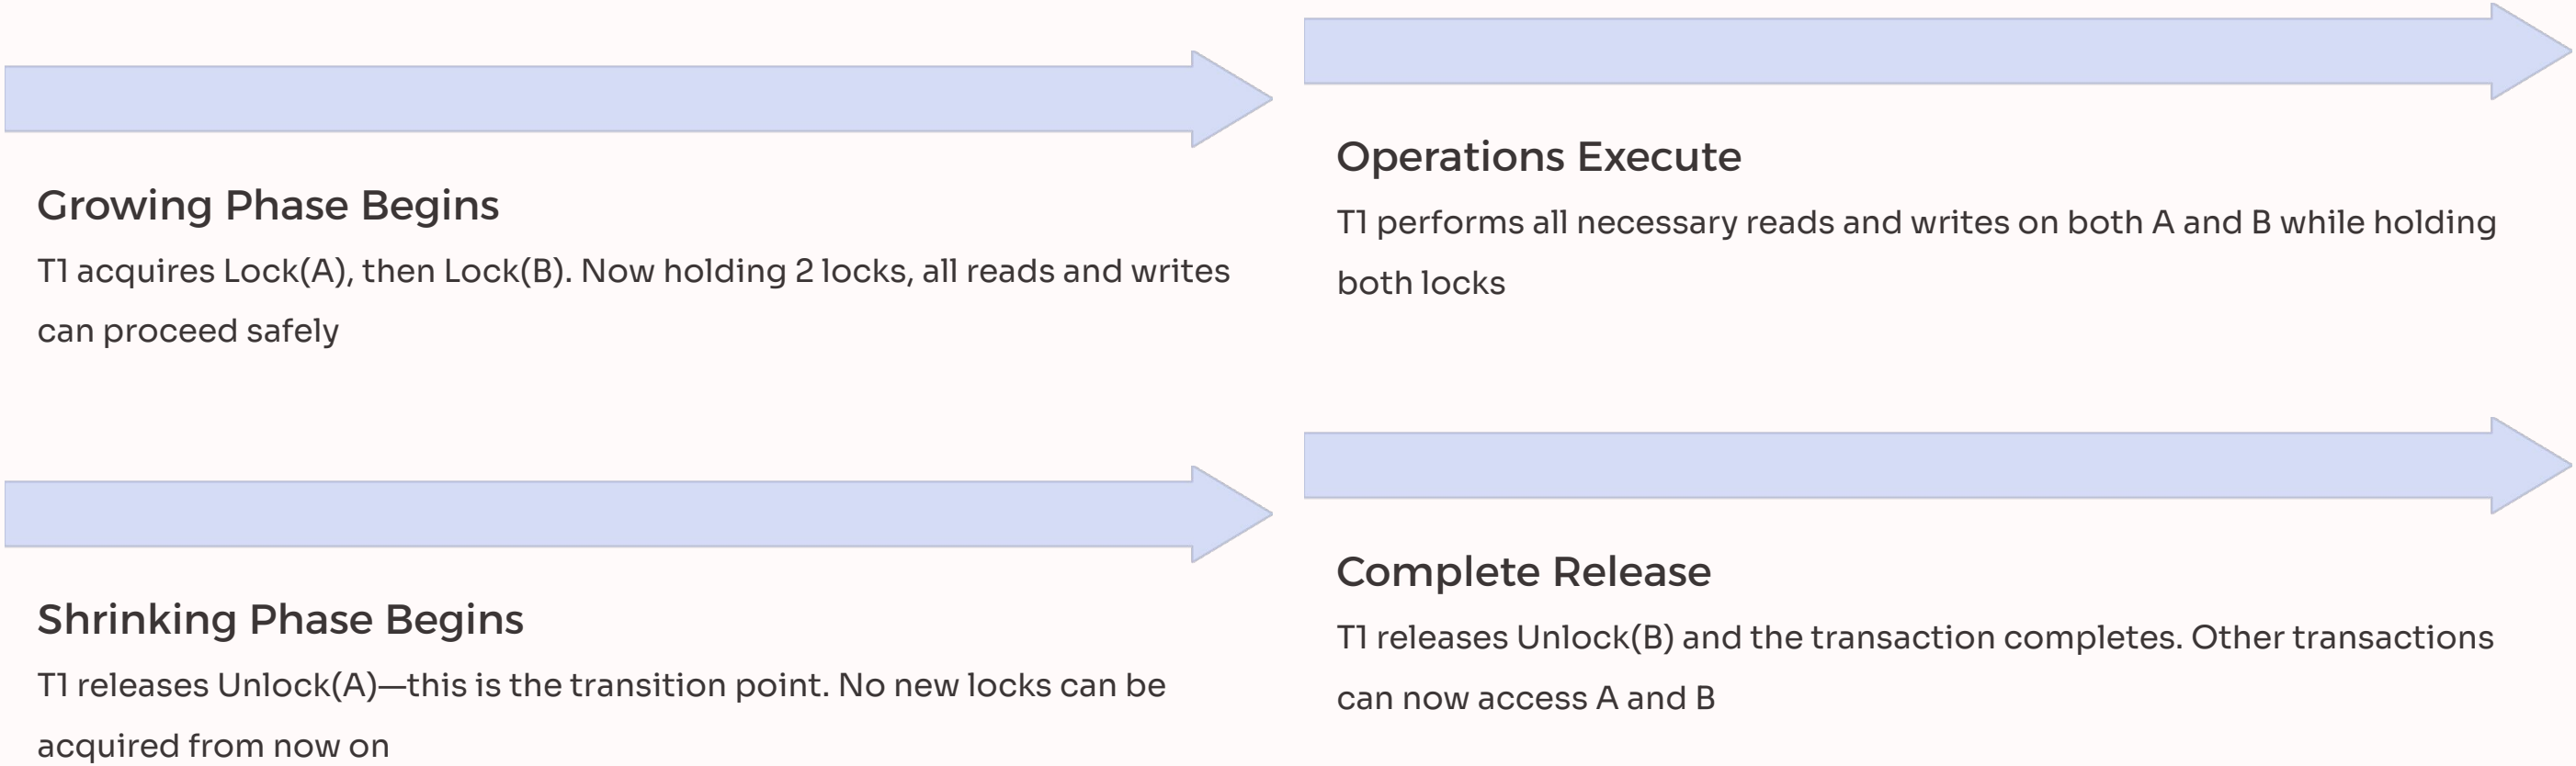 Growing Phase Begins
T1 acquires Lock(A), then Lock(B). Now holding 2 locks, all reads and writes
can proceed safely
Operations Execute
T1 performs all necessary reads and writes on both A and B while holding
both locks
Shrinking Phase Begins
T1 releases Unlock(A)—this is the transition point. No new locks can be
acquired from now on
Complete Release
T1 releases Unlock(B) and the transaction completes. Other transactions
can now access A and B